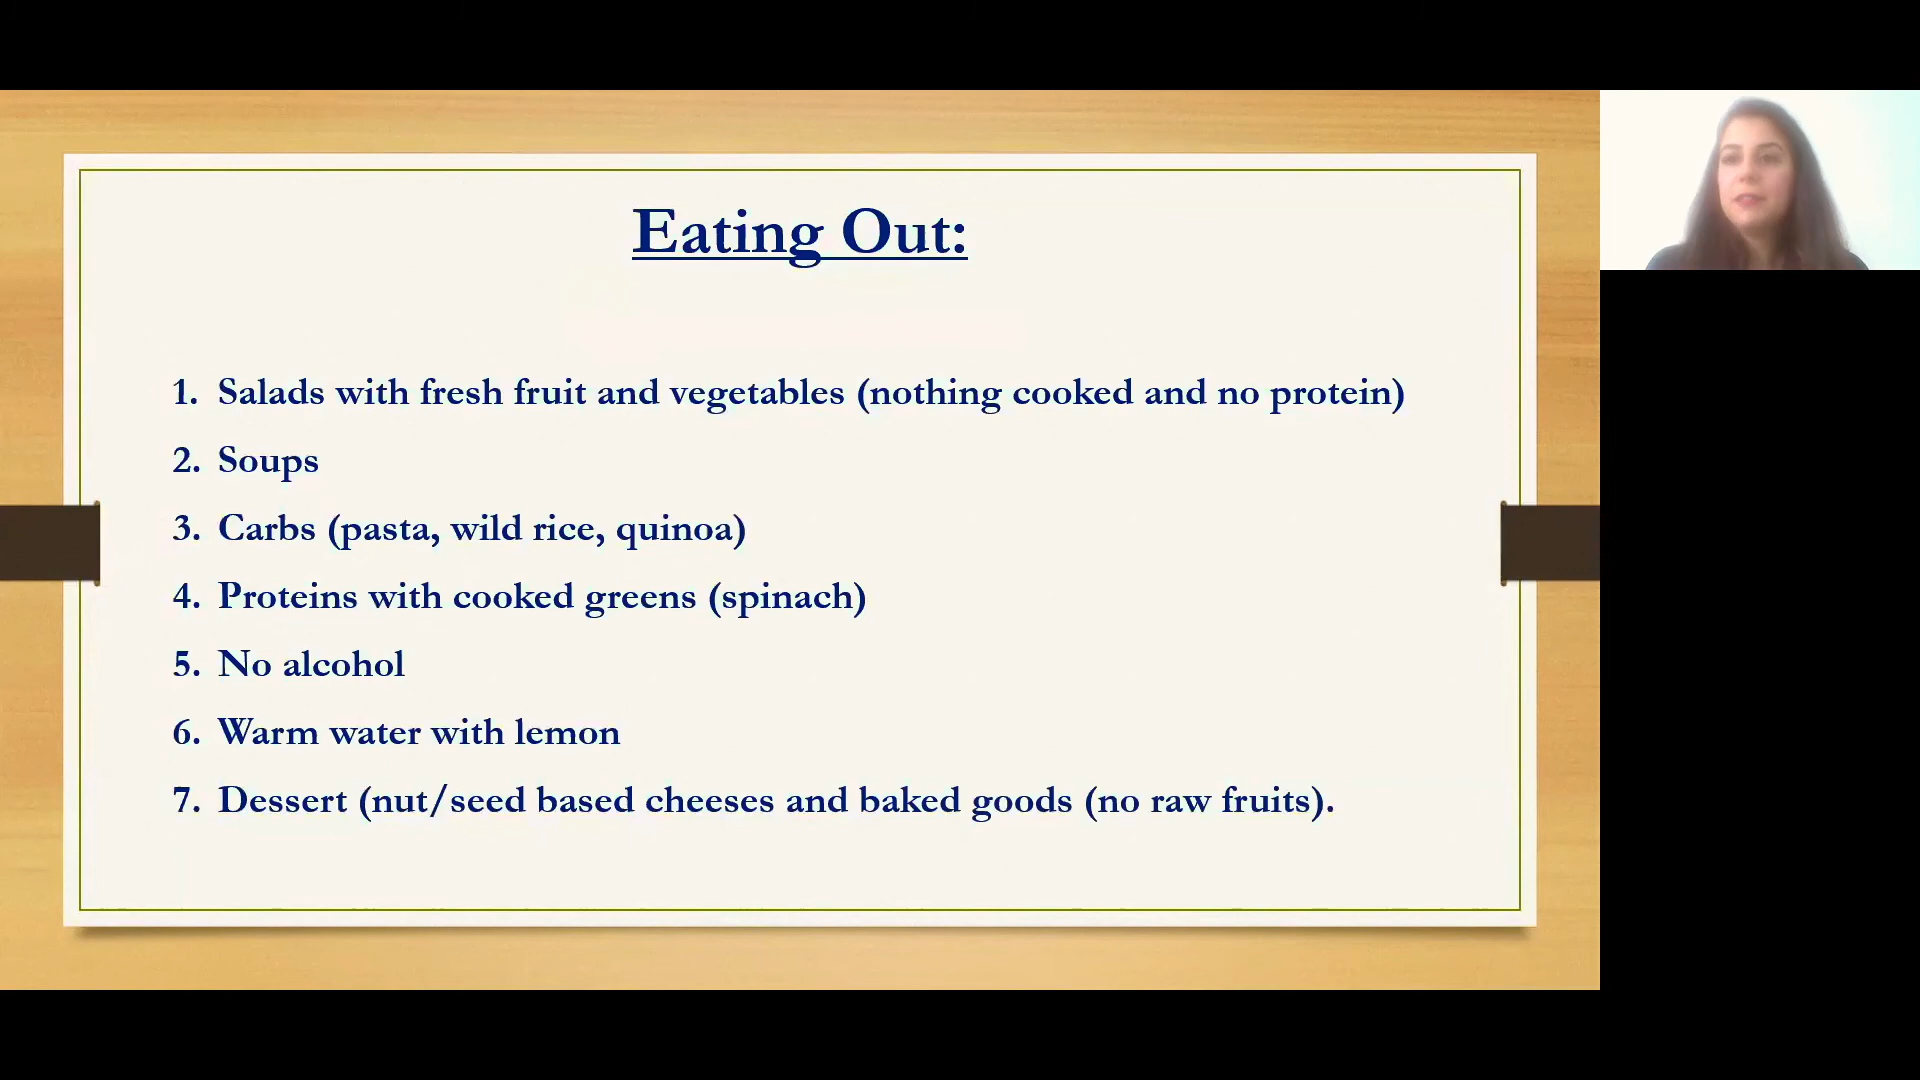 Eating Out:
1. Salads with fresh fruit and vegetables (nothing cooked and no protein)
2. Soups
3. Carbs (pasta, wild rice, quinoa)
4. Proteins with cooked greens (spinach)
5. No alcohol
6. Warm water with lemon
7. Dessert (nut/seed based cheeses and baked goods (no raw fruits).